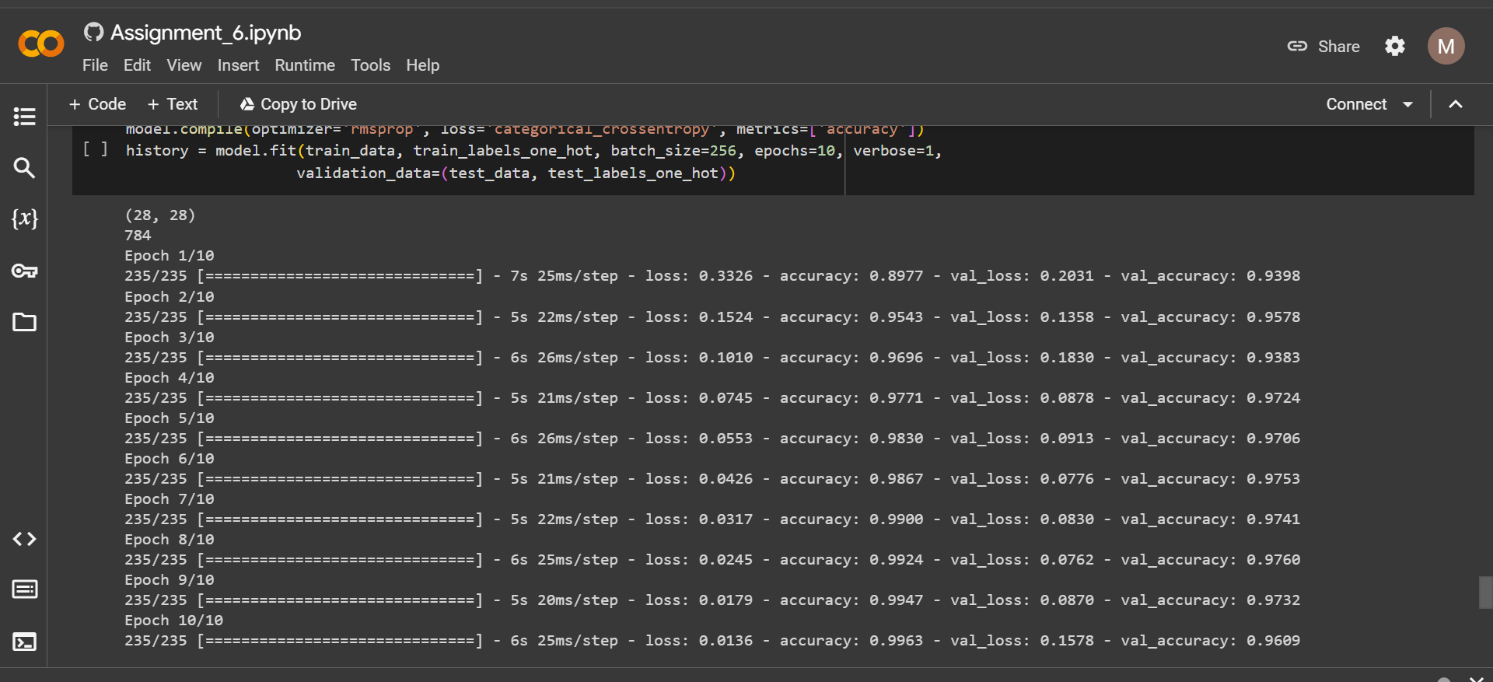 Assignment_6.ipynb
File Edit View Insert Runtime Tools Help
Share
M
+ Code + Text Copy to Drive
Connect
model.compile(optimizer='rmsprop', loss='categorical_crossentropy', metrics=['accuracy'])
[ ] history = model.fit(train_data, train_labels_one_hot, batch_size=256, epochs=10, verbose=1,
validation_data=(test_data, test_labels_one_hot))
{x}
(28, 28)
784
Epoch 1/10
235/235 [==============================] - 7s 25ms/step - loss: 0.3326 - accuracy: 0.8977 - val_loss: 0.2031 - val_accuracy: 0.9398
Epoch 2/10
235/235 [==============================] - 5s 22ms/step - loss: 0.1524 - accuracy: 0.9543 - val_loss: 0.1358 - val_accuracy: 0.9578
Epoch 3/10
235/235 [==============================] - 6s 26ms/step - loss: 0.1010 - accuracy: 0.9696 - val_loss: 0.1830 - val_accuracy: 0.9383
Epoch 4/10
235/235 [==============================] - 5s 21ms/step - loss: 0.0745 - accuracy: 0.9771 - val_loss: 0.0878 - val_accuracy: 0.9724
Epoch 5/10
235/235 [==============================] - 6s 26ms/step - loss: 0.0553 - accuracy: 0.9830 - val_loss: 0.0913 - val_accuracy: 0.9706
Epoch 6/10
235/235 [==============================] - 5s 21ms/step - loss: 0.0426 - accuracy: 0.9867 - val_loss: 0.0776 - val_accuracy: 0.9753
Epoch 7/10
235/235 [==============================] - 5s 22ms/step - loss: 0.0317 - accuracy: 0.9900 - val_loss: 0.0830 - val_accuracy: 0.9741
Epoch 8/10
235/235 [==============================] - 6s 25ms/step - loss: 0.0245 - accuracy: 0.9924 - val_loss: 0.0762 - val_accuracy: 0.9760
Epoch 9/10
235/235 [==============================] - 5s 20ms/step - loss: 0.0179 - accuracy: 0.9947 - val_loss: 0.0870 - val_accuracy: 0.9732
Epoch 10/10
235/235 [==============================] - 6s 25ms/step - loss: 0.0136 - accuracy: 0.9963 - val_loss: 0.1578 - val_accuracy: 0.9609